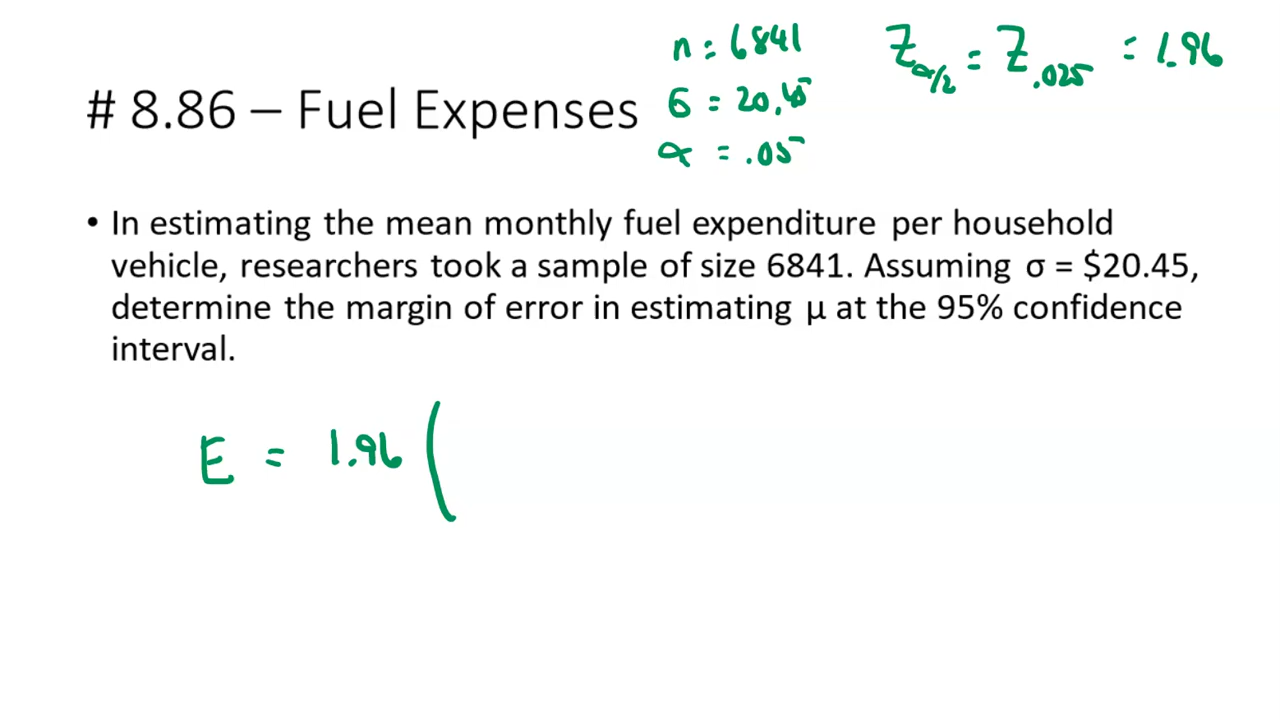 n = 6841
Zα/2 = Z.025 = 1.96
# 8.86 – Fuel Expenses
σ = 20.45
α = .05
• In estimating the mean monthly fuel expenditure per household
vehicle, researchers took a sample of size 6841. Assuming σ = $20.45,
determine the margin of error in estimating μ at the 95% confidence
interval.
E = 1.96 (